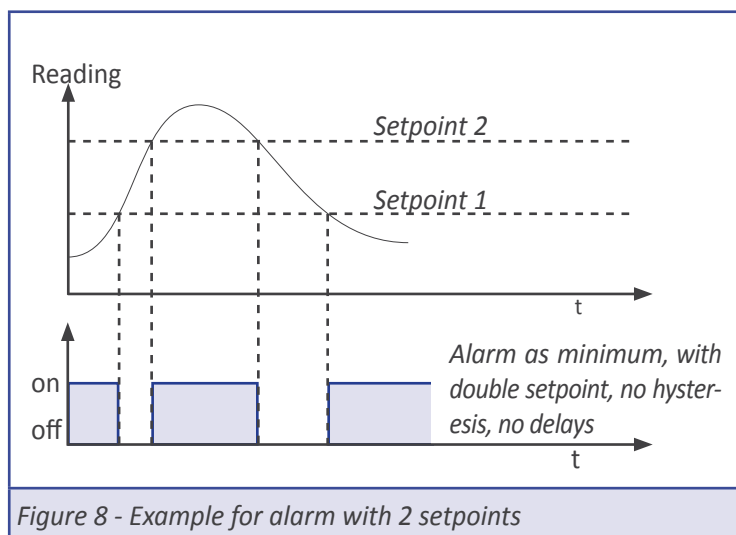 Reading
Setpoint 2
Setpoint 1
t
on
off
Alarm as minimum, with
double setpoint, no hyster-
esis, no delays
t
Figure 8 - Example for alarm with 2 setpoints